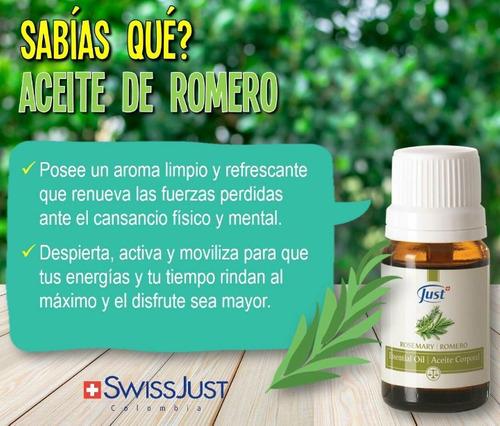 SABÍAS QUÉ?
ACEITE DE ROMERO
✓ Posee un aroma limpio y refrescante
que renueva las fuerzas perdidas
ante el cansancio físico y mental.
✓ Despierta, activa y moviliza para que
tus energías y tu tiempo rindan al
máximo y el disfrute sea mayor.
Just
ROSEMARY | ROMERO
Essential Oil | Aceite Corporal
SWISSJUST
Colombia